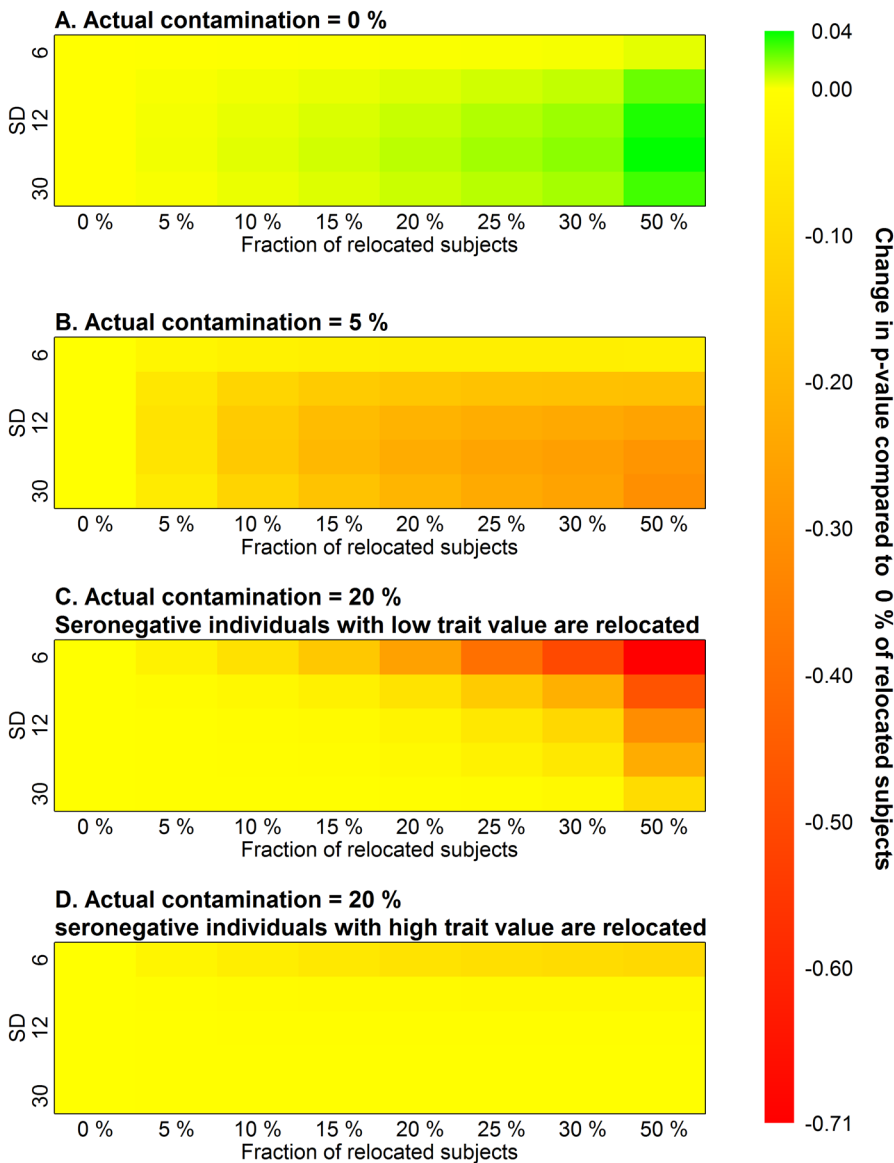 A. Actual contamination = 0 %
SD
6
12
30
0 % 5 % 10 % 15 % 20 % 25 % 30 % 50 %
Fraction of relocated subjects
B. Actual contamination = 5 %
SD
6
12
30
0 % 5 % 10 % 15 % 20 % 25 % 30 % 50 %
Fraction of relocated subjects
C. Actual contamination = 20 %
Seronegative individuals with low trait value are relocated
SD
6
12
30
0 % 5 % 10 % 15 % 20 % 25 % 30 % 50 %
Fraction of relocated subjects
D. Actual contamination = 20 %
seronegative individuals with high trait value are relocated
SD
6
12
30
0 % 5 % 10 % 15 % 20 % 25 % 30 % 50 %
Fraction of relocated subjects
0.04
0.00
-0.10
-0.20
-0.30
-0.40
-0.50
-0.60
-0.71
Change in p-value compared to 0 % of relocated subjects